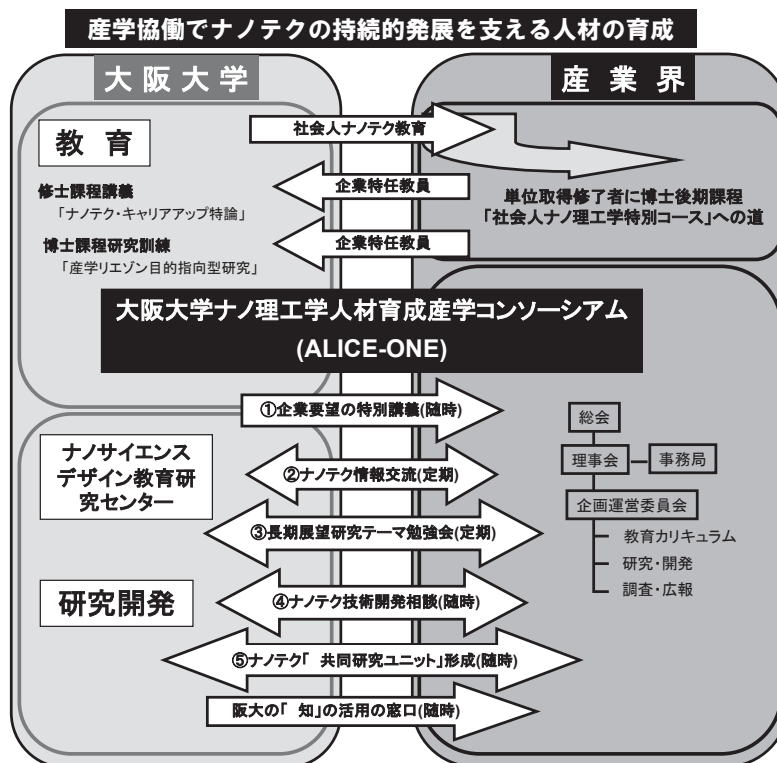 産学協働でナノテクの持続的発展を支える人材の育成
大阪大学
産業界
教育
社会人ナノテク教育
修士課程講義
「ナノテク・キャリアアップ特論」
企業特任教員
博士課程研究訓練
「産学リエゾン目的指向型研究」
企業特任教員
単位取得修了者に博士後期課程
「社会人ナノ理工学特別コース」への道
大阪大学ナノ理工学人材育成産学コンソーシアム
(ALICE-ONE)
①企業要望の特別講義(随時)
ナノサイエンス
デザイン教育研
究センター
②ナノテク情報交流(定期)
③長期展望研究テーマ勉強会(定期)
研究開発
④ナノテク技術開発相談(随時)
⑤ナノテク「 共同研究ユニット」形成(随時)
阪大の「 知」の活用の窓口(随時)
総会
理事会
事務局
企画運営委員会
教育カリキュラム
研究・開発
調査・広報